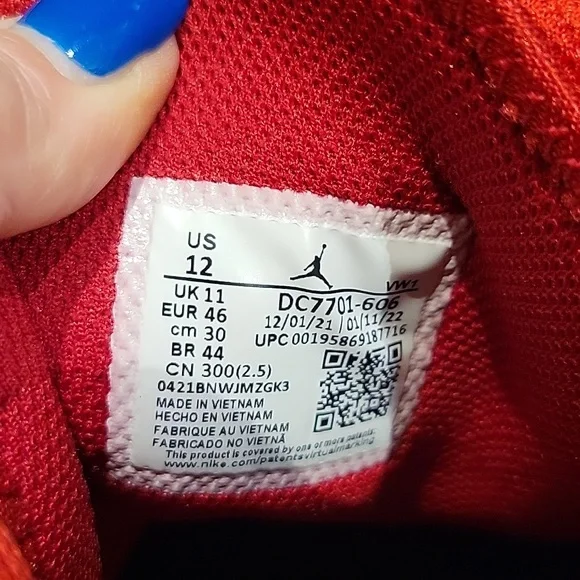 US
12
VW1
UK 11
DC7701-606
EUR 46
12/01/21 / 01/11/22
cm 30
UPC 00195869187716
BR 44
CN 300(2.5)
0421BNWJMZGK3
MADE IN VIETNAM
HECHO EN VIETNAM
FABRIQUE AU VIETNAM
FABRICADO NO VIETNÃ
This product is covered by one or more patents:
www.nike.com/patentsvirtualmarking